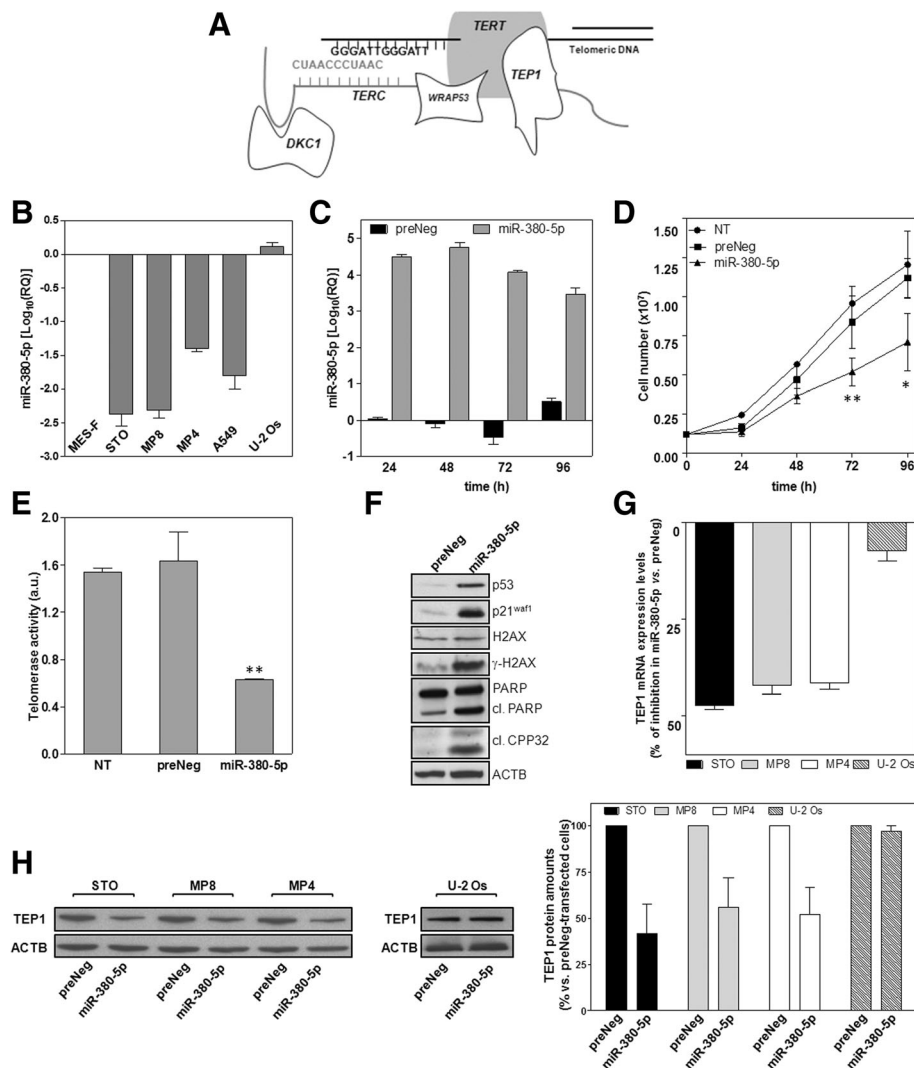 A
TERT
GGGATTGGGATT
Telomeric DNA
CUAACCCUAAC
TEP1
WRAP53
TERC
DKC1
B
miR-380-5p [Log10(RQ)]
0.5
0.0
-0.5
-1.0
-1.5
-2.0
-2.5
-3.0
MES-F
STO
MP8
MP4
A549
U-2 Os
C
preNeg
miR-380-5p
miR-380-5p [Log10(RQ)]
5
4
3
2
1
0
-1
24
48
72
96
time (h)
D
NT
preNeg
miR-380-5p
Cell number (x10^7)
1.50
1.25
0.75
0.50
0.25
0.00
**
*
0
24
48
72
96
time (h)
E
Telomerase activity (a.u.)
2.0
1.6
1.2
0.8
0.4
0.0
**
NT
preNeg
miR-380-5p
F
preNeg
miR-380-5p
p53
p21waf1
H2AX
γ-H2AX
PARP
cl. PARP
cl. CPP32
ACTB
G
TEP1 mRNA expression levels
(% of inhibition in miR-380-5p vs. preNeg)
0
25
50
STO
MP8
MP4
U-2 Os
H
STO
MP8
MP4
U-2 Os
TEP1
ACTB
TEP1
ACTB
preNeg
miR-380-5p
preNeg
miR-380-5p
preNeg
miR-380-5p
preNeg
miR-380-5p
STO
MP8
MP4
U-2 Os
TEP1 protein amounts
(% vs. preNeg-transfected cells)
100
75
50
25
0
preNeg
miR-380-5p
preNeg
miR-380-5p
preNeg
miR-380-5p
preNeg
miR-380-5p